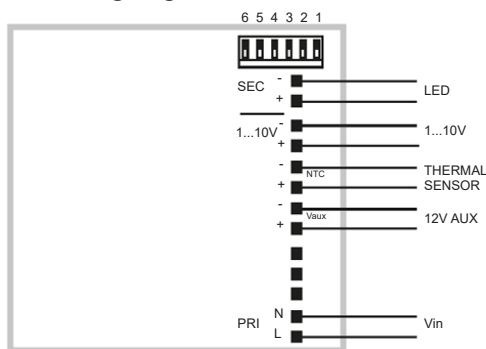 6 5 4 3 2 1
SEC - LED
+
1...10V - 1...10V
+
- NTC THERMAL
+ SENSOR
- Vaux 12V AUX
+
PRI N Vin
L